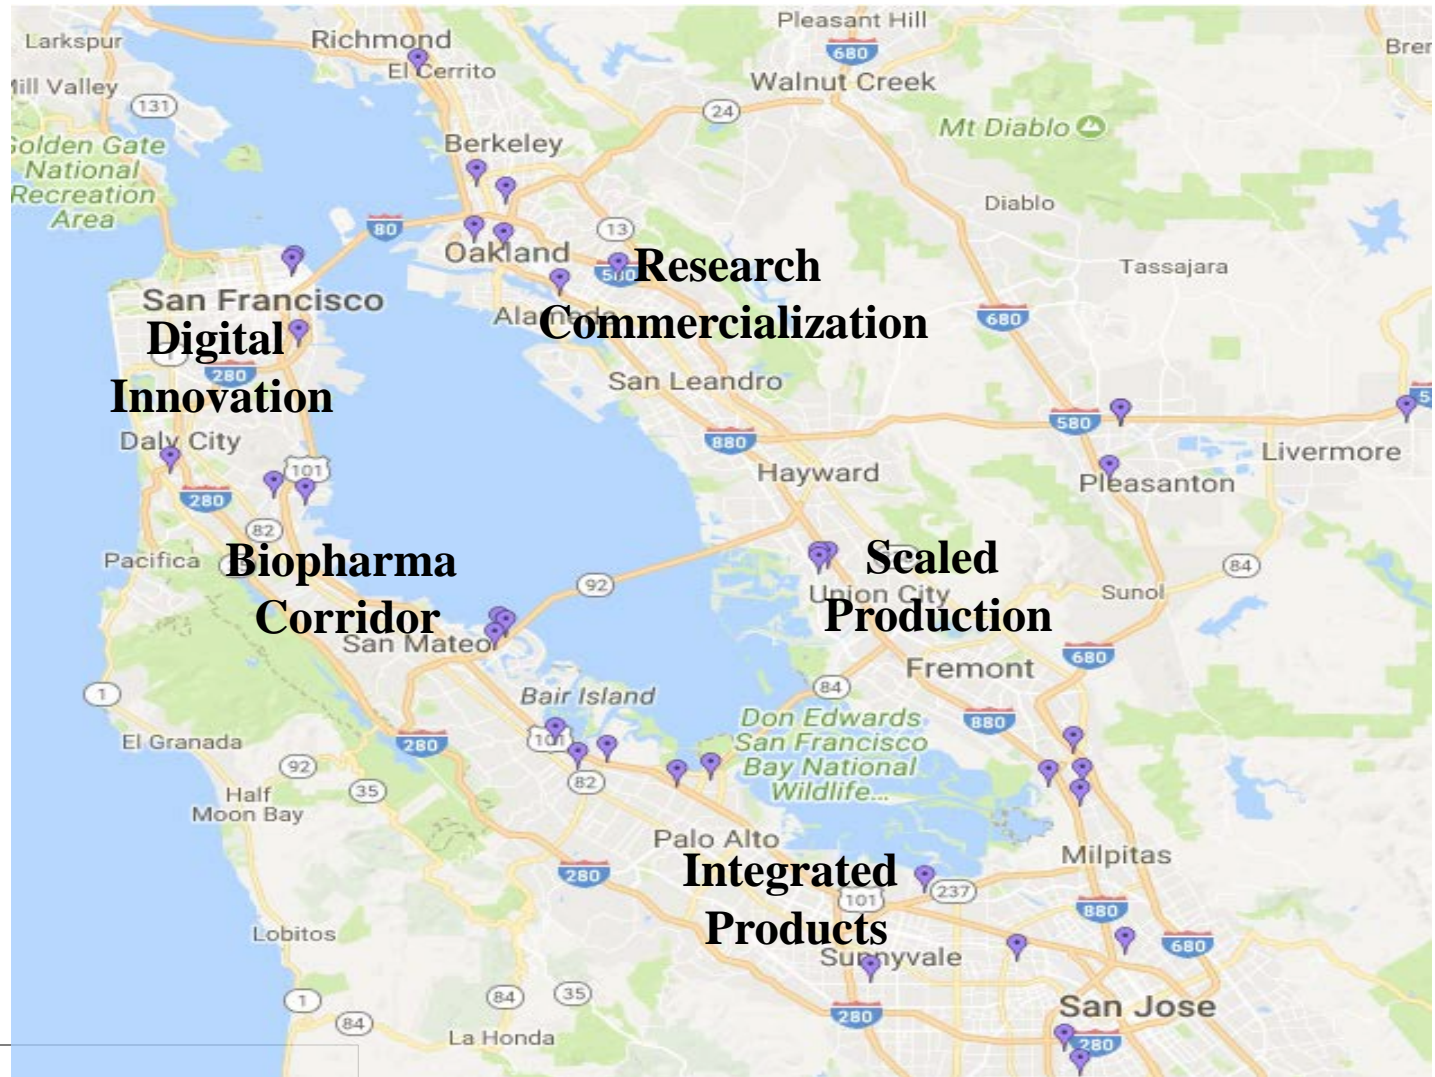 Pleasant Hill
Larkspur
Richmond
680
El Cerrito
Walnut Creek
Mill Valley
131
24
Mt Diablo
Berkeley
Golden Gate
National
Recreation
Area
Diablo
80
13
Oakland
580
Research
Commercialization
Tassajara
San Francisco
Alameda
680
Digital
Innovation
280
San Leandro
580
Daly City
880
Livermore
101
Hayward
Pleasanton
280
82
Pacifica
Biopharma
Corridor
92
Scaled
Production
84
Union City
Sunol
San Mateo
680
Fremont
1
Bair Island
84
Don Edwards
San Francisco
Bay National
Wildlife...
880
El Granada
280
101
92
82
35
Half
Moon Bay
Palo Alto
Milpitas
Integrated
Products
280
101
237
880
Lobitos
680
Sunnyvale
84
35
1
San Jose
280
84
La Honda
280